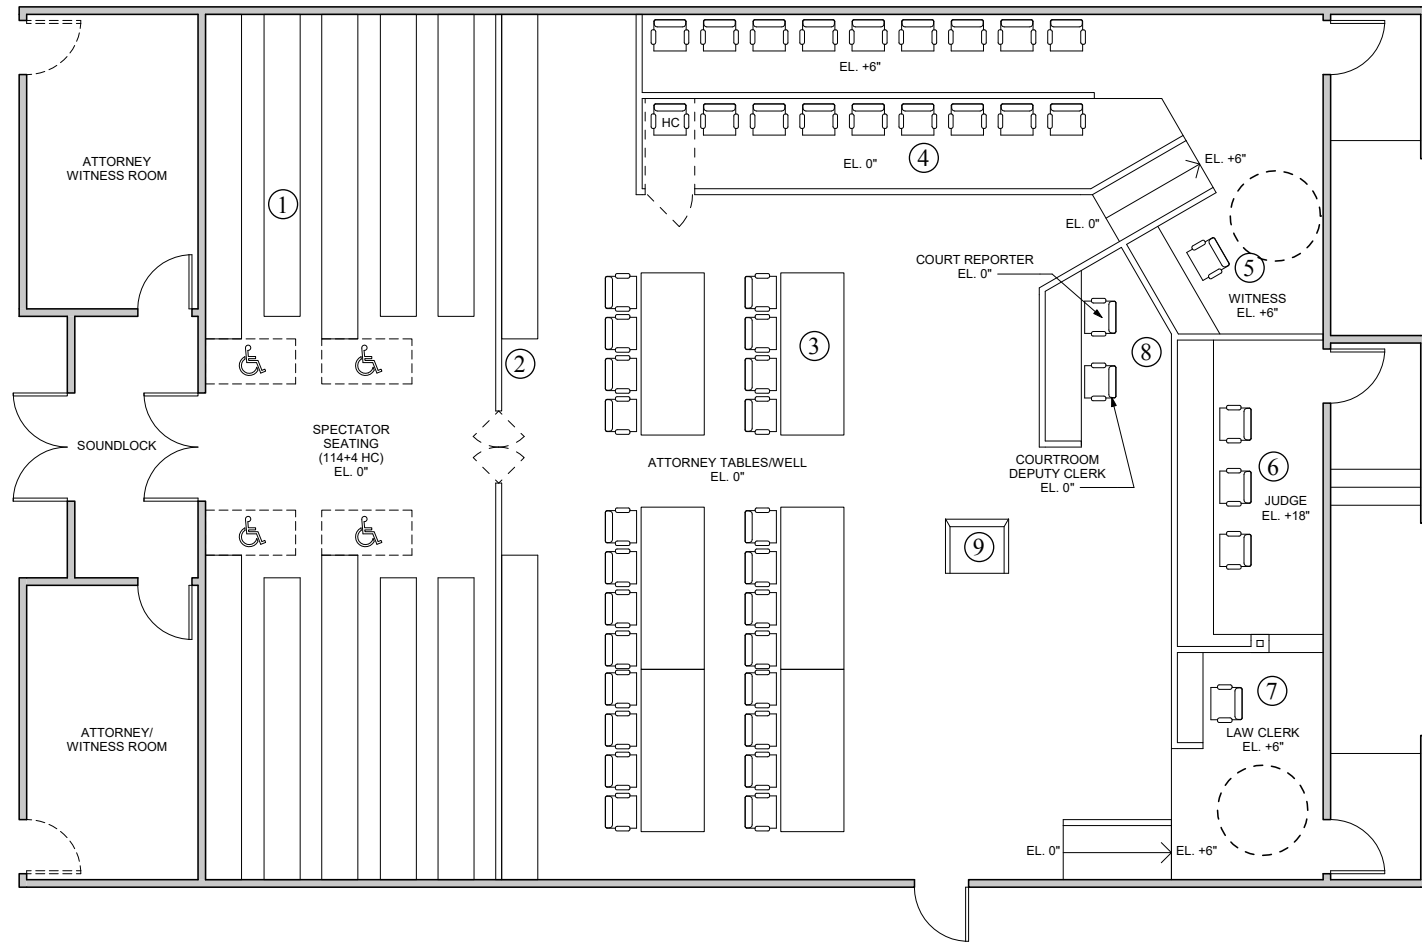 EL. +6"
HC
EL. 0"
4
ATTORNEY
WITNESS ROOM
1
EL. +6"
EL. 0"
COURT REPORTER
EL. 0"
5
WITNESS
EL. +6"
2
3
8
SOUNDLOCK
SPECTATOR
SEATING
(114+4 HC)
EL. 0"
ATTORNEY TABLES/WELL
EL. 0"
COURTROOM
DEPUTY CLERK
EL. 0"
6
JUDGE
EL. +18"
9
7
LAW CLERK
EL. +6"
ATTORNEY/
WITNESS ROOM
EL. 0"
EL. +6"